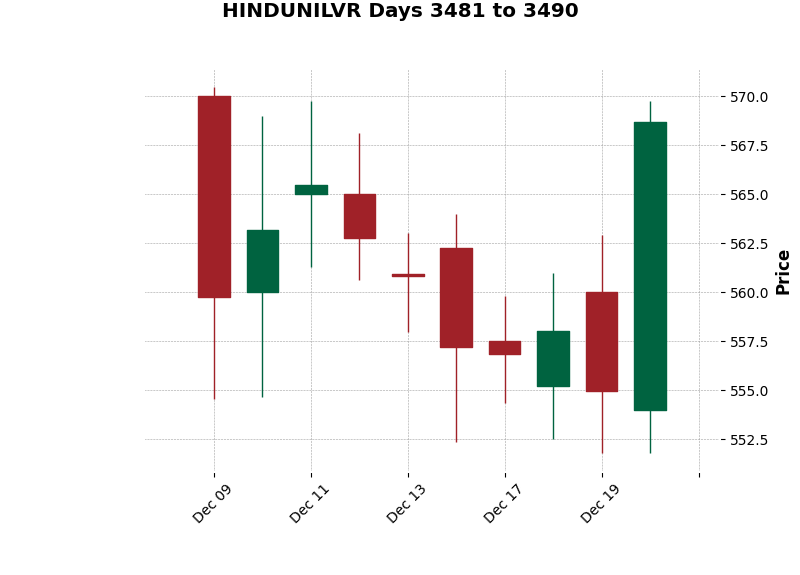 HINDUNILVR Days 3481 to 3490
570.0
567.5
565.0
562.5
560.0
557.5
555.0
552.5
Price
Dec 09
Dec 11
Dec 13
Dec 17
Dec 19